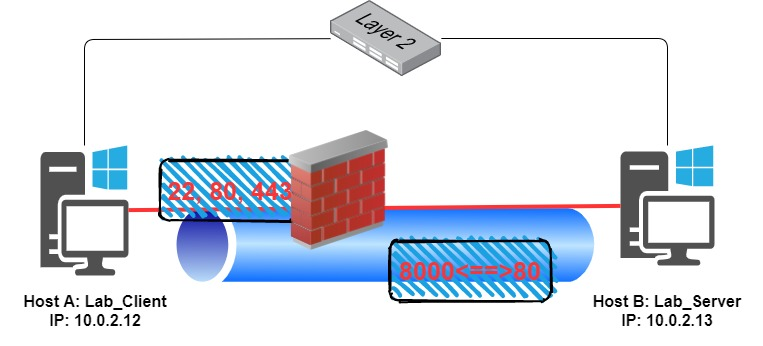 Layer 2
22, 80, 443
8000<==>80
Host A: Lab_Client
IP: 10.0.2.12
Host B: Lab_Server
IP: 10.0.2.13